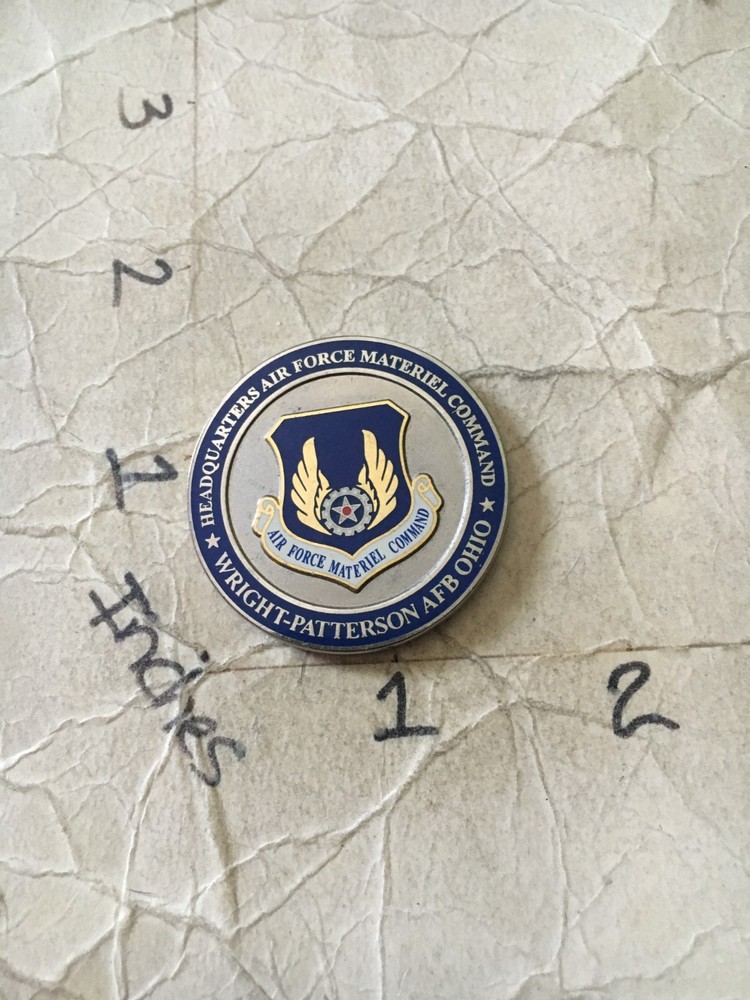 3
2
1
Inches
1 2
★ HEADQUARTERS AIR FORCE MATERIEL COMMAND ★
WRIGHT-PATTERSON AFB OHIO
AIR FORCE MATERIEL COMMAND